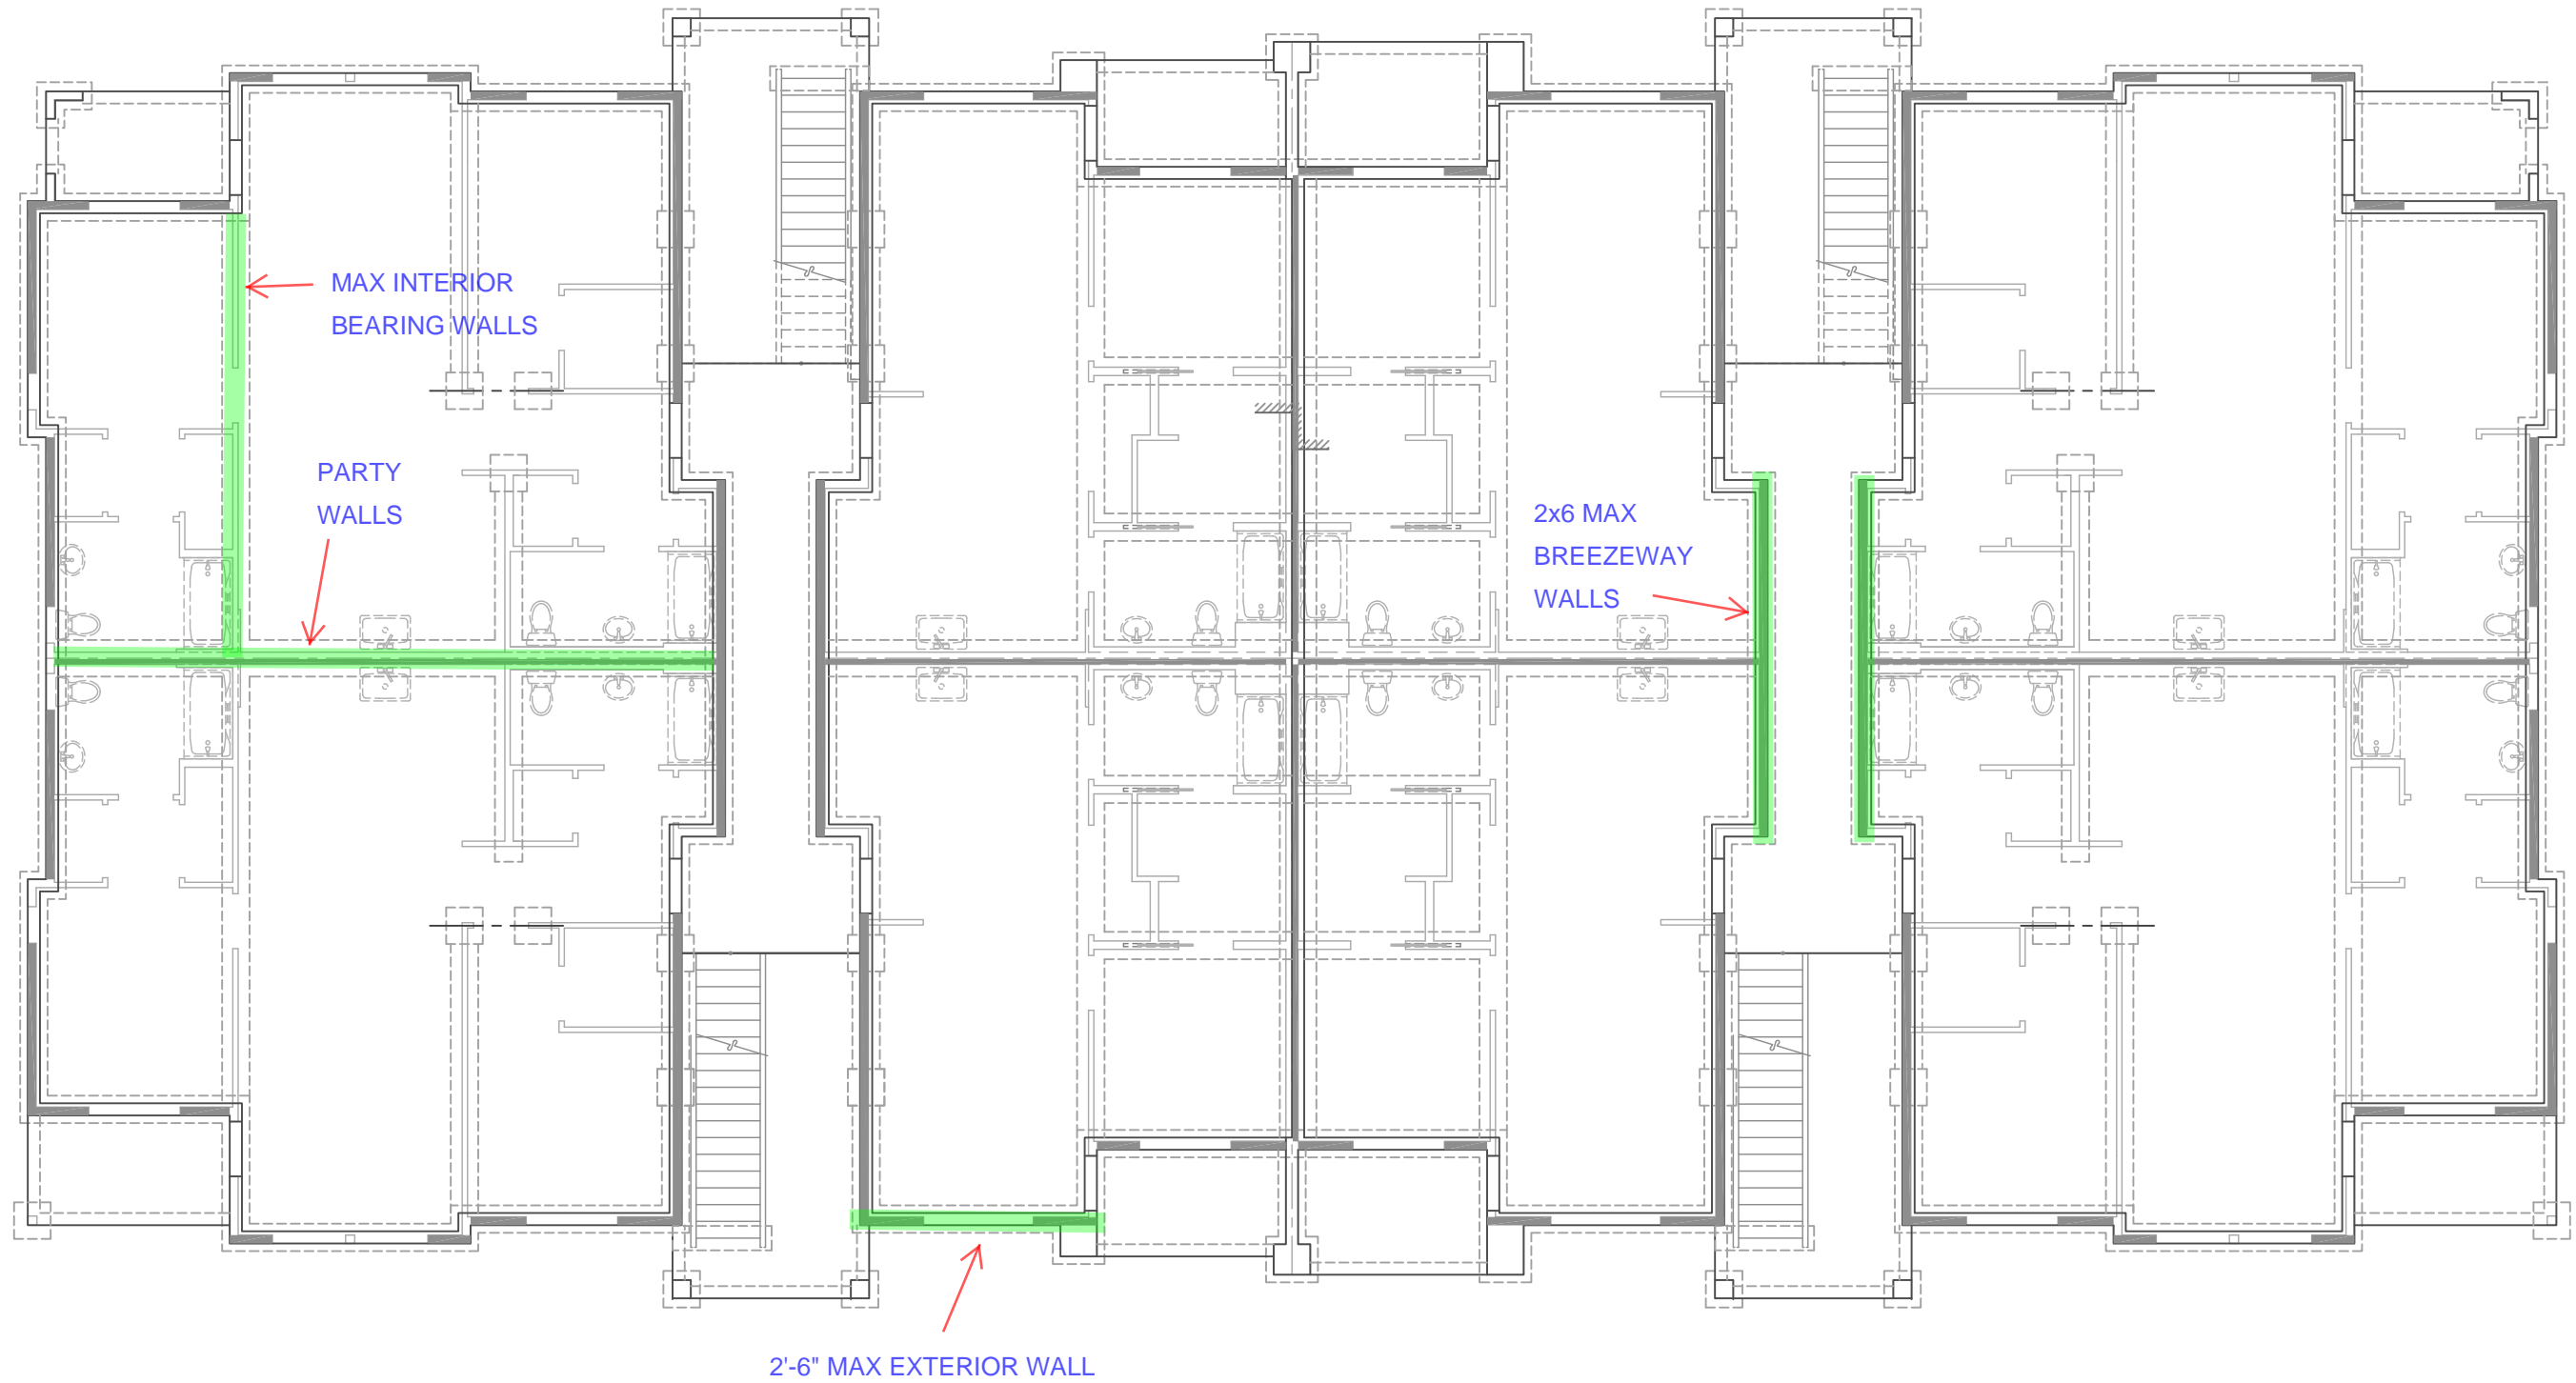 MAX INTERIOR
BEARING WALLS
PARTY
WALLS
2x6 MAX
BREEZEWAY
WALLS
2'-6" MAX EXTERIOR WALL